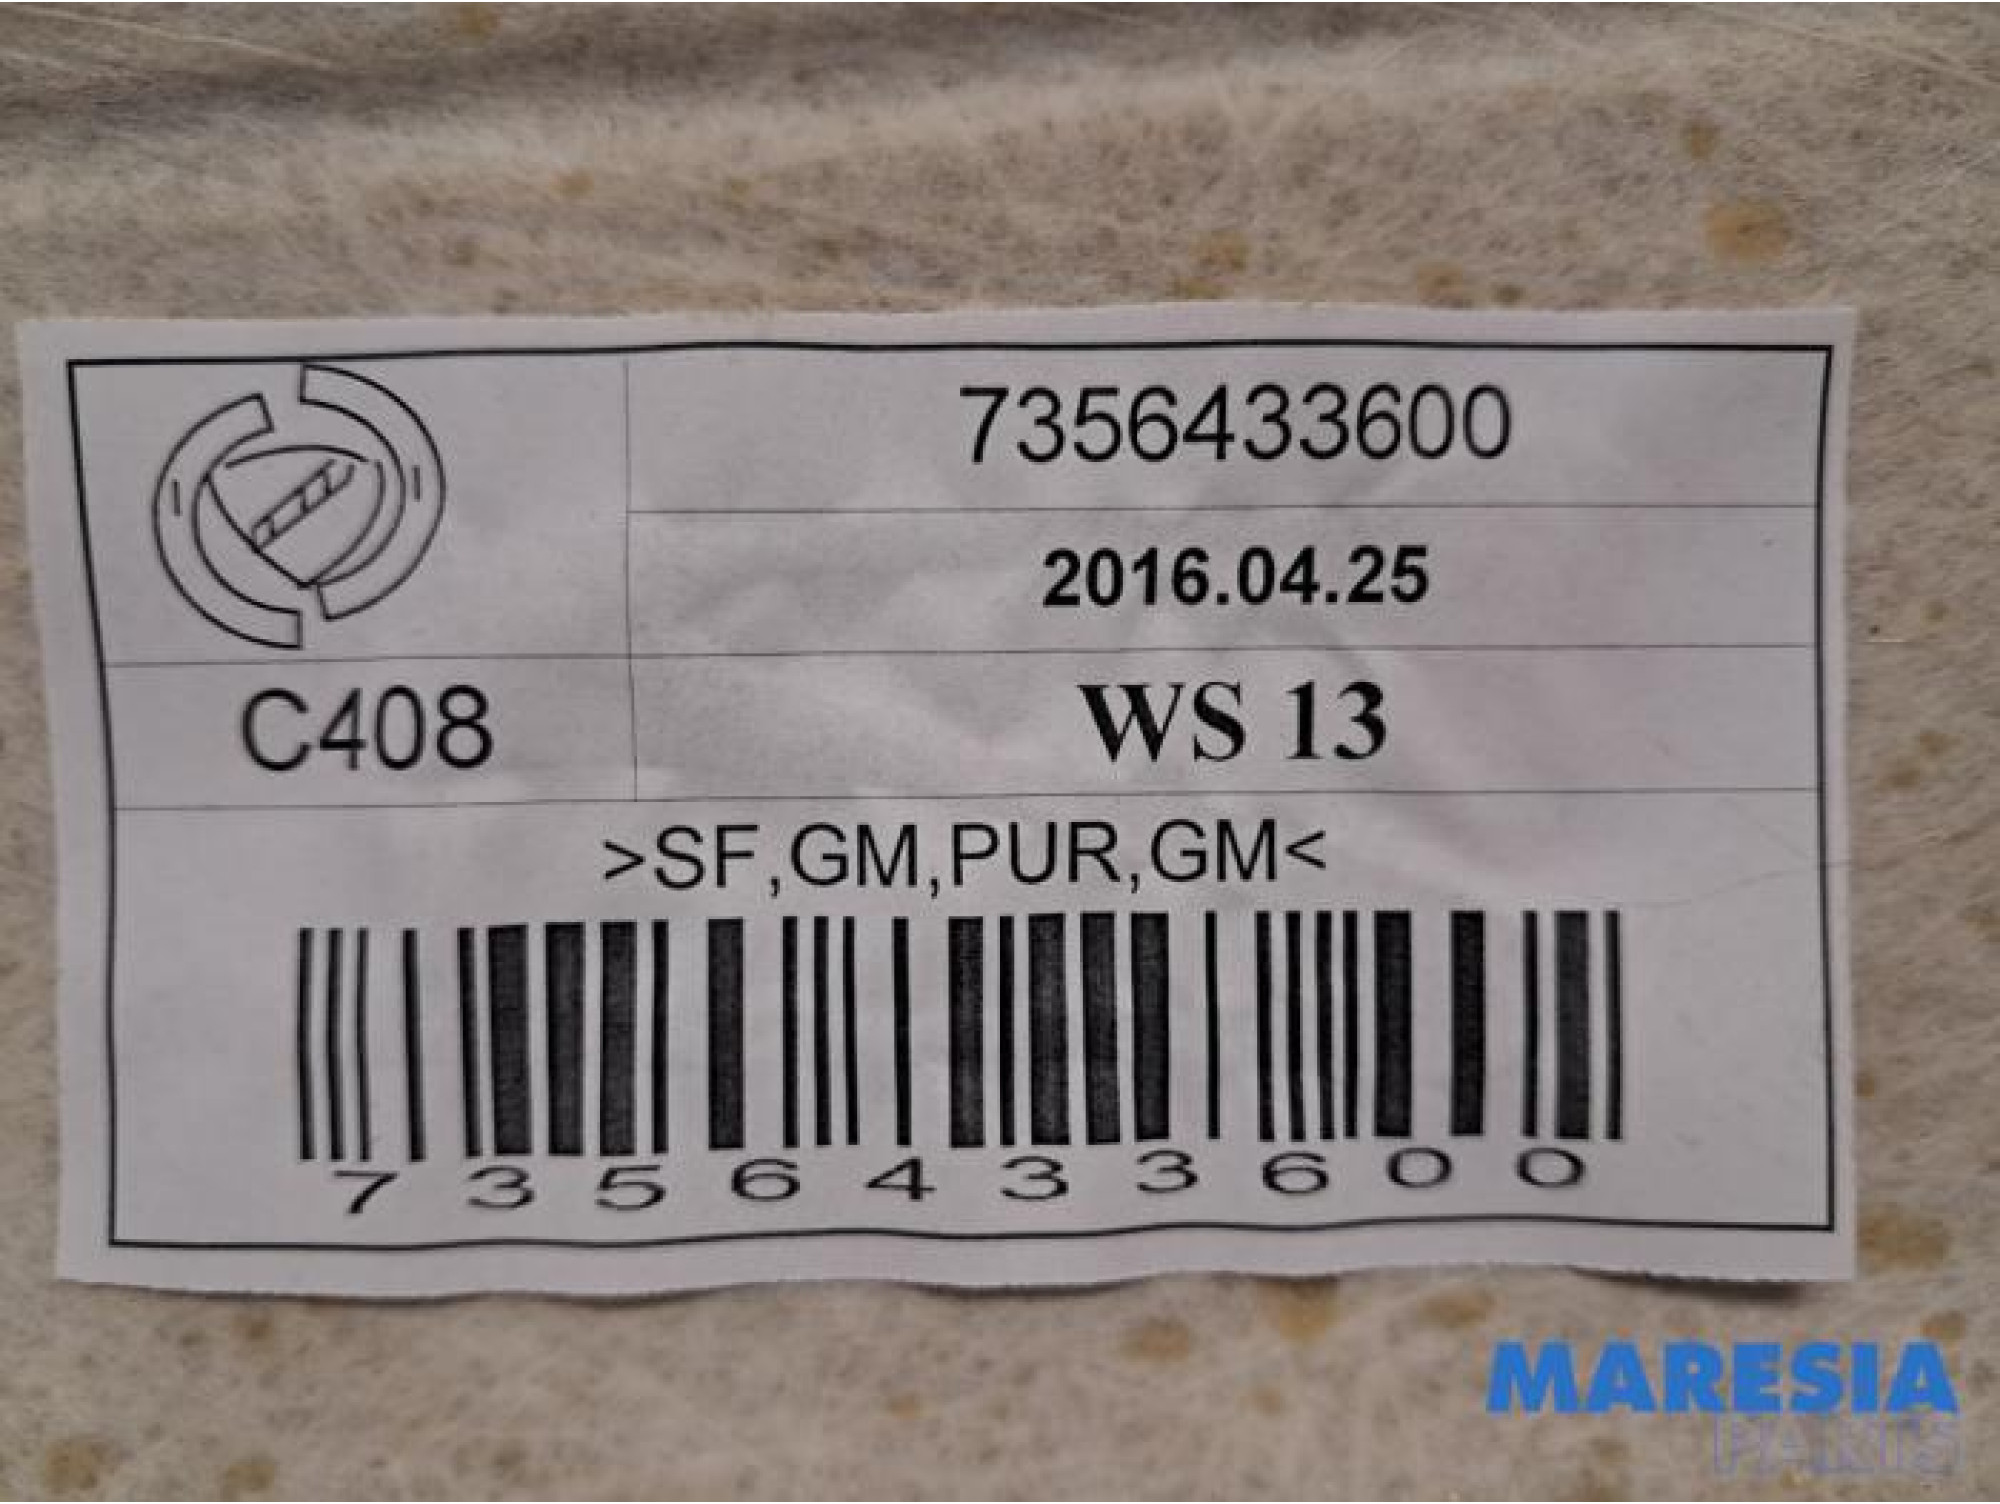 7356433600
2016.04.25
C408
WS 13
>SF,GM,PUR,GM<
7356433600
MARESIA
PARTS